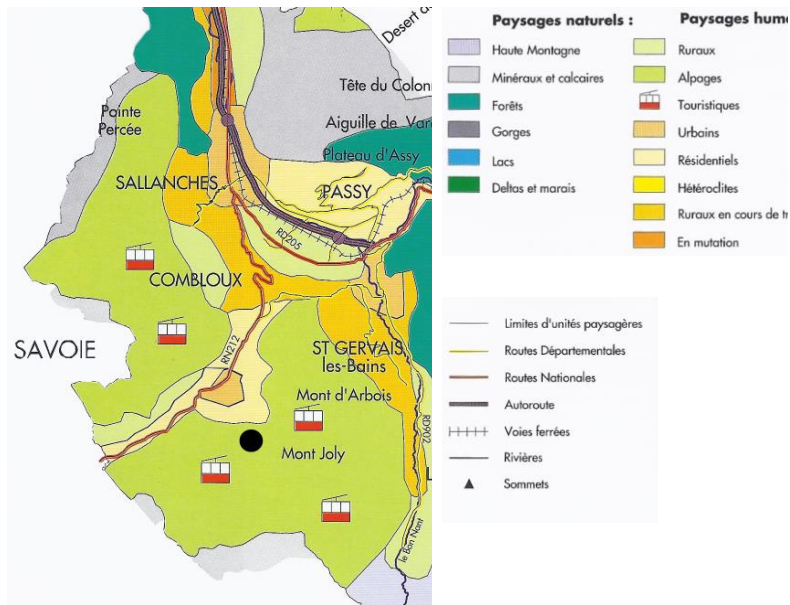 Desert
Tête du Colon
Pointe
Percée
Aiguille de Var
Plateau d'Assy
SALLANCHES
PASSY
RD205
COMBLOUX
SAVOIE
RN212
ST GERVAIS
les-Bains
Mont d'Arbois
RD902
Mont Joly
L
le Bon Nant
Paysages naturels :
Haute Montagne
Minéraux et calcaires
Forêts
Gorges
Lacs
Deltas et marais
Paysages huma
Ruraux
Alpages
Touristiques
Urbains
Résidentiels
Hétéroclites
Ruraux en cours de tr
En mutation
Limites d'unités paysagères
Routes Départementales
Routes Nationales
Autoroute
Voies ferrées
Rivières
Sommets